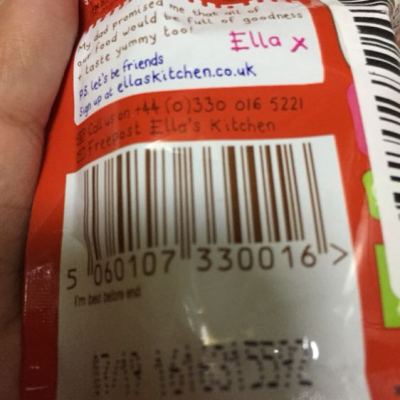 My dad promised me that all of
our food would be full of goodness
+ taste yummy too!
Ella x
P.S. let's be friends
Sign up at ellaskitchen.co.uk
Call us on +44 (0)330 016 5221
Freepost Ella's Kitchen
5 060107 330016 >
I'm best before end: